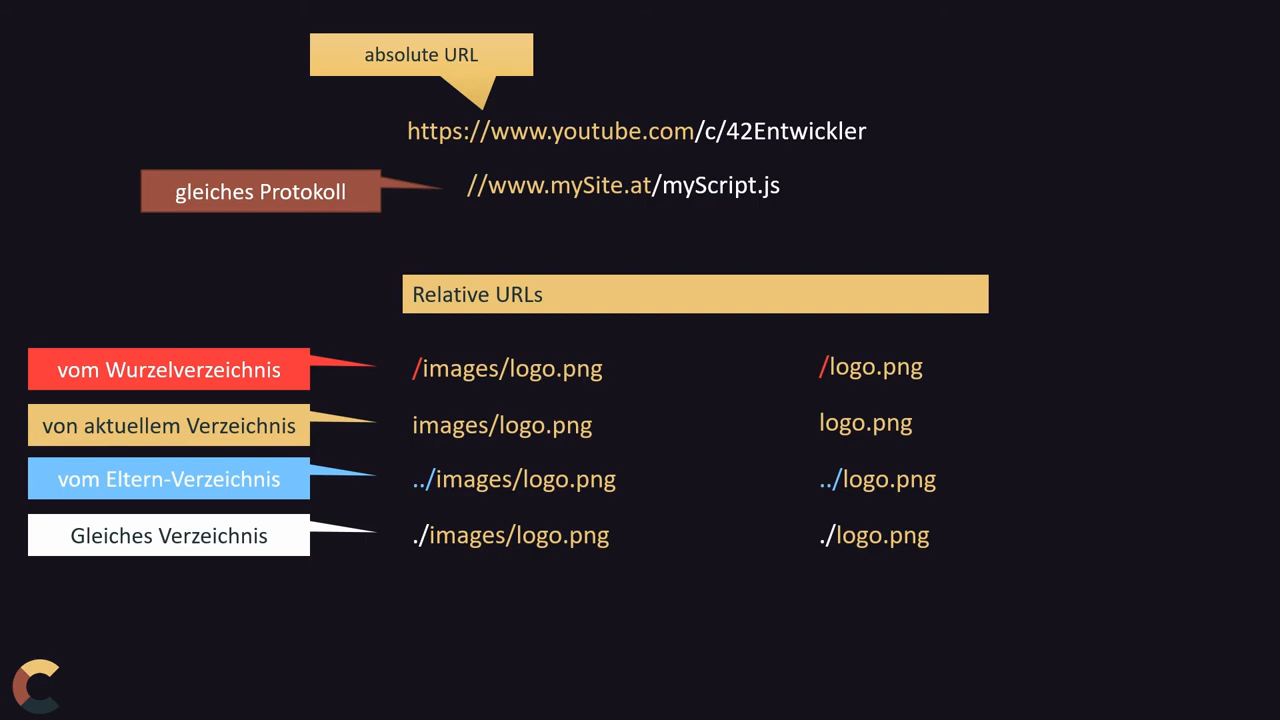 absolute URL
https://www.youtube.com/c/42Entwickler
gleiches Protokoll
//www.mySite.at/myScript.js
Relative URLs
vom Wurzelverzeichnis
/images/logo.png
/logo.png
von aktuellem Verzeichnis
images/logo.png
logo.png
vom Eltern-Verzeichnis
../images/logo.png
../logo.png
Gleiches Verzeichnis
./images/logo.png
./logo.png